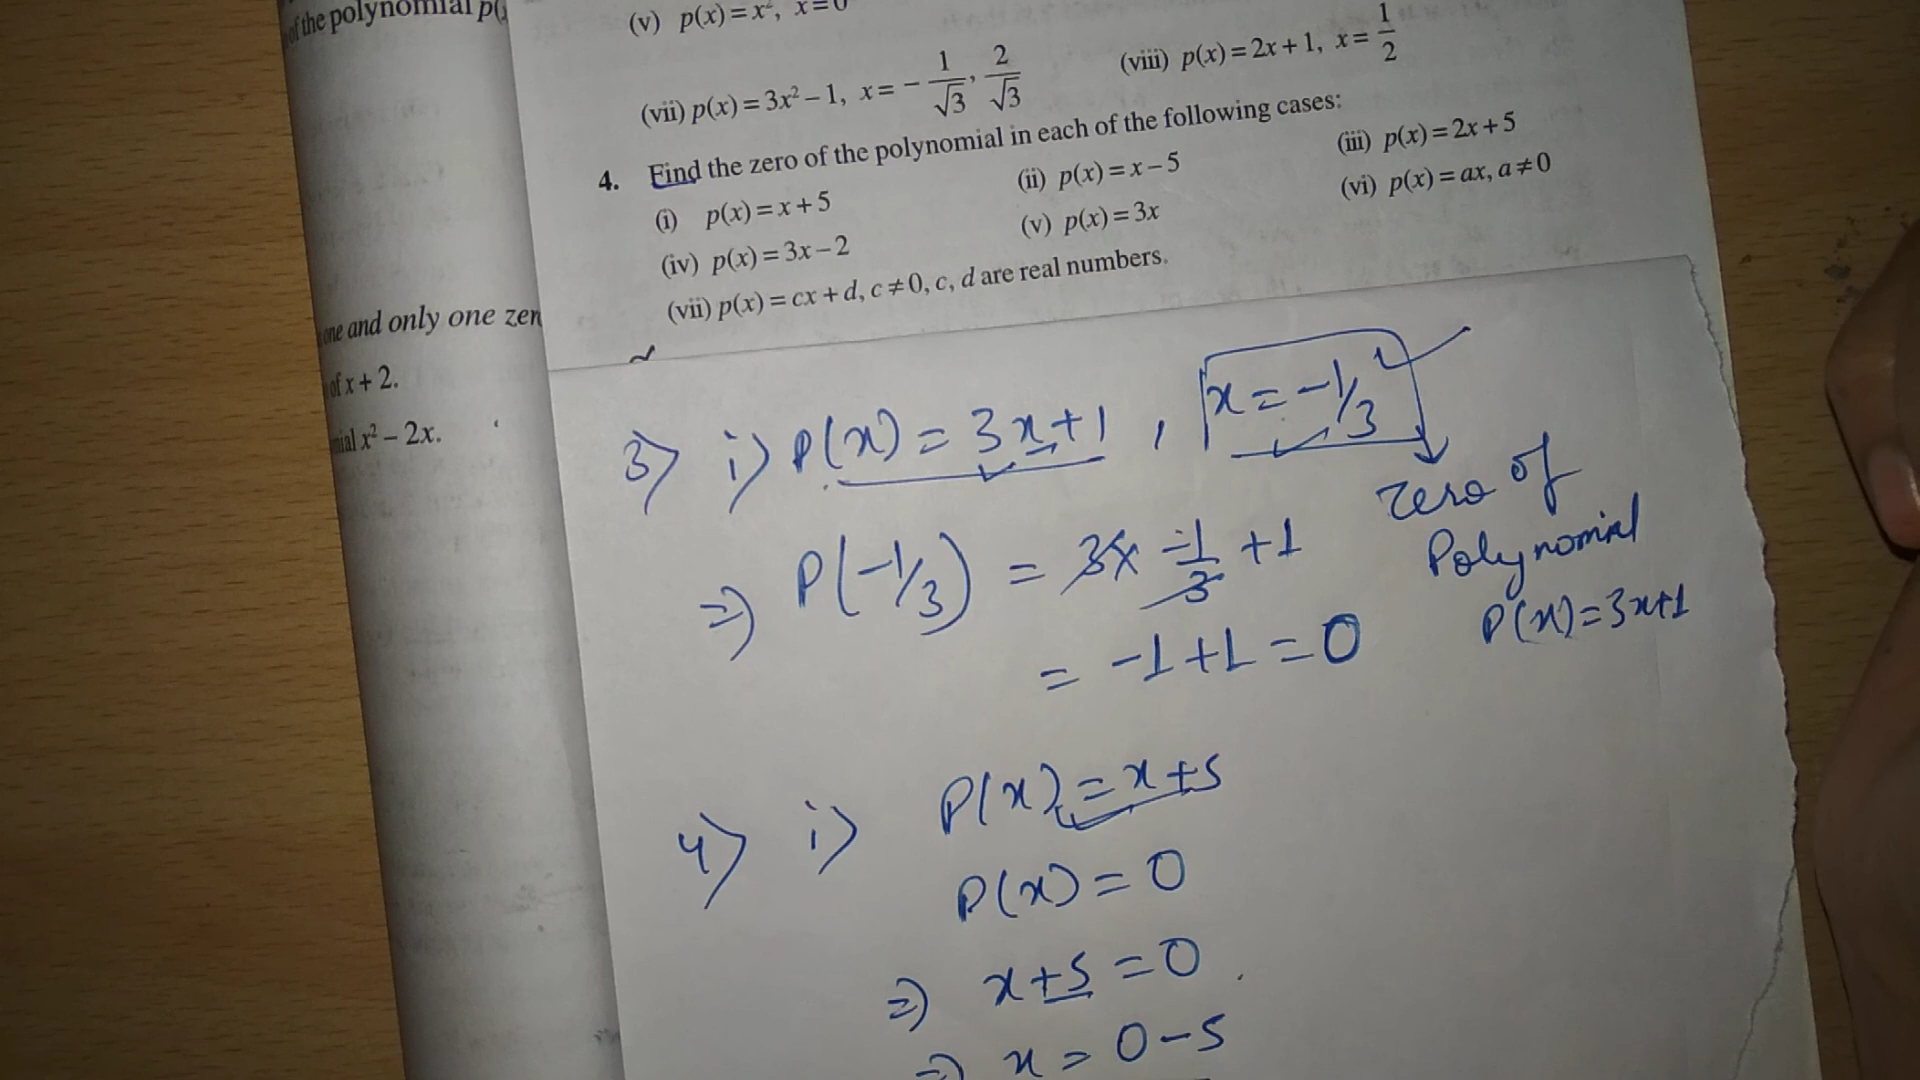 of the polynomial p(
(v) p(x) = x², x = 0
(vii) p(x) = 3x² – 1, x = – 1/√3, 2/√3
(viii) p(x) = 2x + 1, x = 1/2
4. Find the zero of the polynomial in each of the following cases:
(i) p(x) = x + 5 (ii) p(x) = x – 5 (iii) p(x) = 2x + 5
(iv) p(x) = 3x – 2 (v) p(x) = 3x (vi) p(x) = ax, a ≠ 0
(vii) p(x) = cx + d, c ≠ 0, c, d are real numbers.
one and only one zer
of x + 2.
x² – 2x.
3) i) P(x) = 3x+1 , x = -1/3
zero of
Polynomial
P(x)=3x+1
=) P(-1/3) = 3x -1/3 +1
= -1+1 = 0
4) i) P(x) = x+5
P(x) = 0
=) x+5 = 0
=) x = 0-5